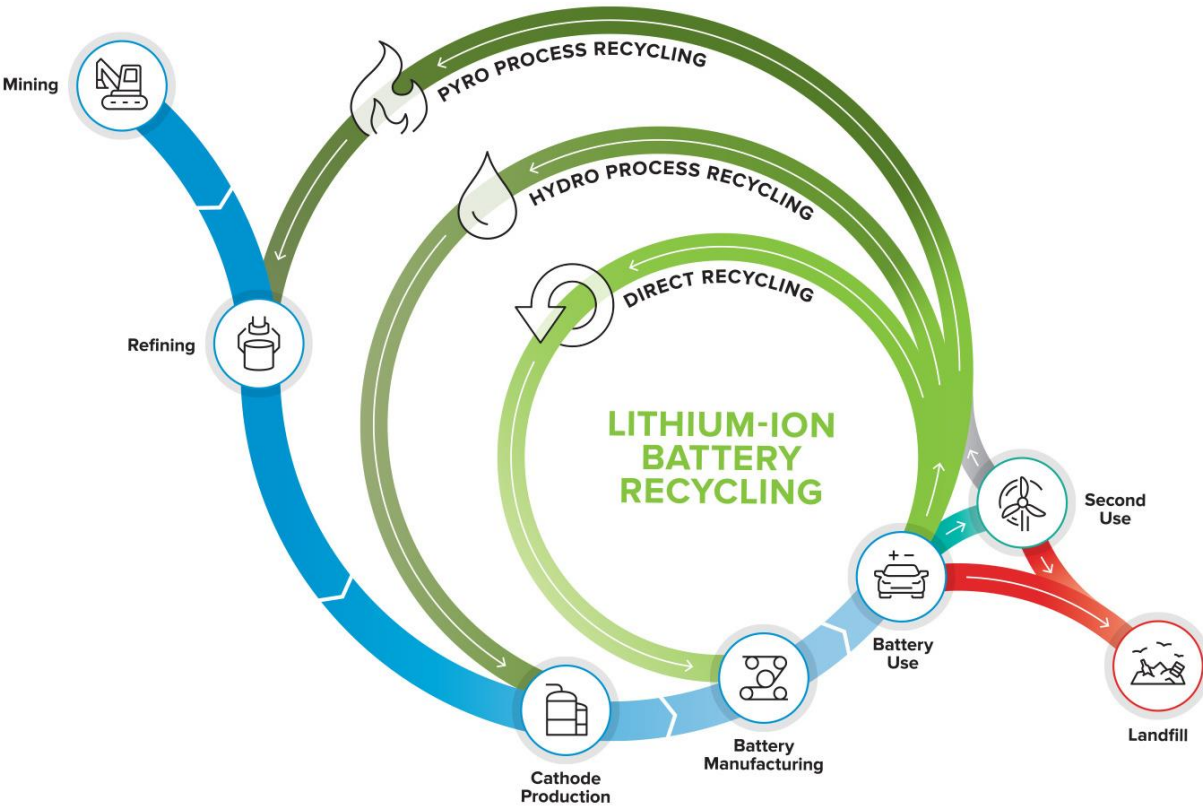 Mining
PYRO PROCESS RECYCLING
HYDRO PROCESS RECYCLING
DIRECT RECYCLING
Refining
LITHIUM-ION
BATTERY
RECYCLING
Second
Use
+ −
Battery
Use
Landfill
Battery
Manufacturing
Cathode
Production